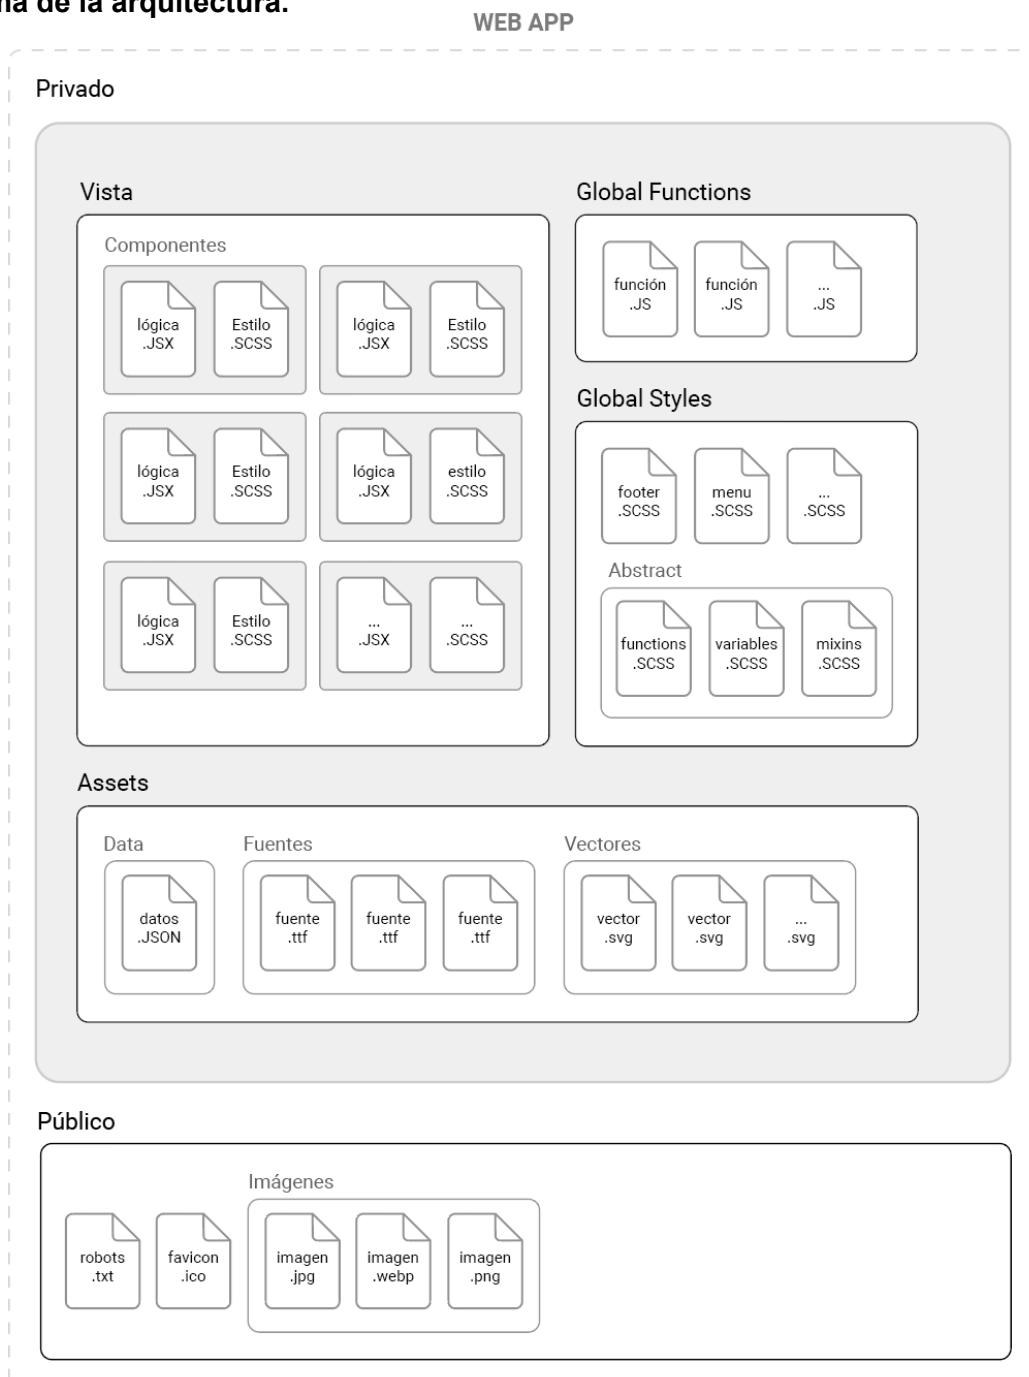 de la arquitectura.
WEB APP
Privado
Vista
Componentes
lógica
.JSX
Estilo
.SCSS
lógica
.JSX
Estilo
.SCSS
lógica
.JSX
Estilo
.SCSS
lógica
.JSX
estilo
.SCSS
lógica
.JSX
Estilo
.SCSS
...
.JSX
...
.SCSS
Global Functions
función
.JS
función
.JS
...
.JS
Global Styles
footer
.SCSS
menu
.SCSS
...
.SCSS
Abstract
functions
.SCSS
variables
.SCSS
mixins
.SCSS
Assets
Data
datos
.JSON
Fuentes
fuente
.ttf
fuente
.ttf
fuente
.ttf
Vectores
vector
.svg
vector
.svg
...
.svg
Público
robots
.txt
favicon
.ico
Imágenes
imagen
.jpg
imagen
.webp
imagen
.png